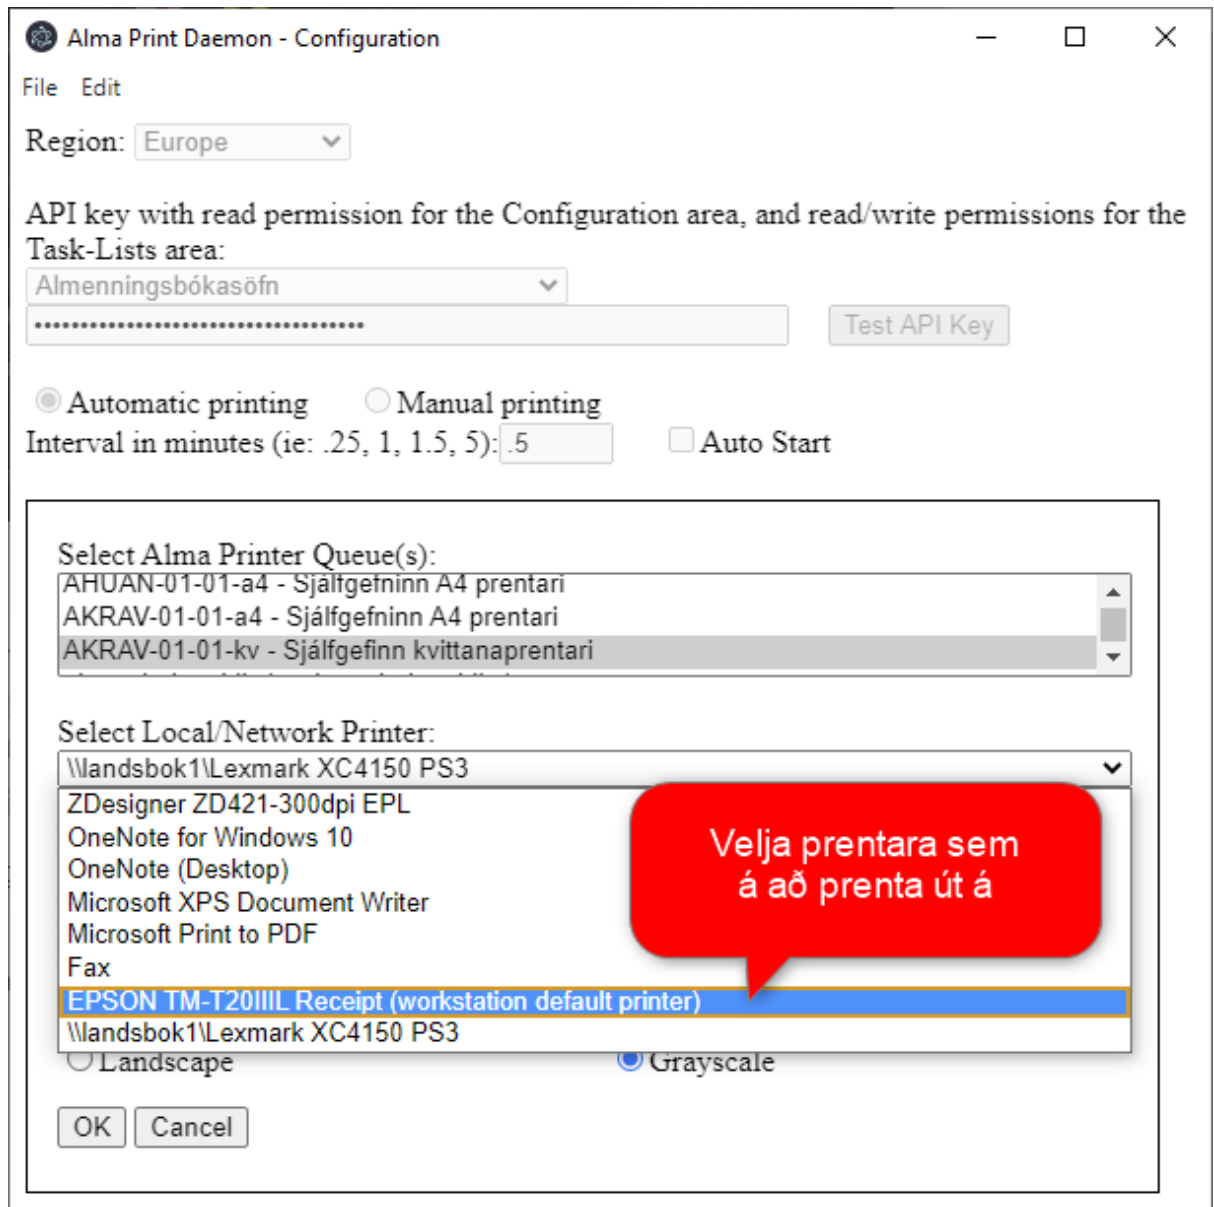 Alma Print Daemon - Configuration
File Edit
Region: Europe
API key with read permission for the Configuration area, and read/write permissions for the
Task-Lists area:
Almenningsbókasöfn
Test API Key
Automatic printing Manual printing
Interval in minutes (ie: .25, 1, 1.5, 5): .5 Auto Start
Select Alma Printer Queue(s):
AHUAN-01-01-a4 - Sjálfgefninn A4 prentari
AKRAV-01-01-a4 - Sjálfgefninn A4 prentari
AKRAV-01-01-kv - Sjálfgefinn kvittanaprentari
Select Local/Network Printer:
\\landsbok1\Lexmark XC4150 PS3
ZDesigner ZD421-300dpi EPL
OneNote for Windows 10
OneNote (Desktop)
Microsoft XPS Document Writer
Microsoft Print to PDF
Fax
EPSON TM-T20IIIL Receipt (workstation default printer)
\\landsbok1\Lexmark XC4150 PS3
Velja prentara sem
á að prenta út á
Landscape Grayscale
OK Cancel